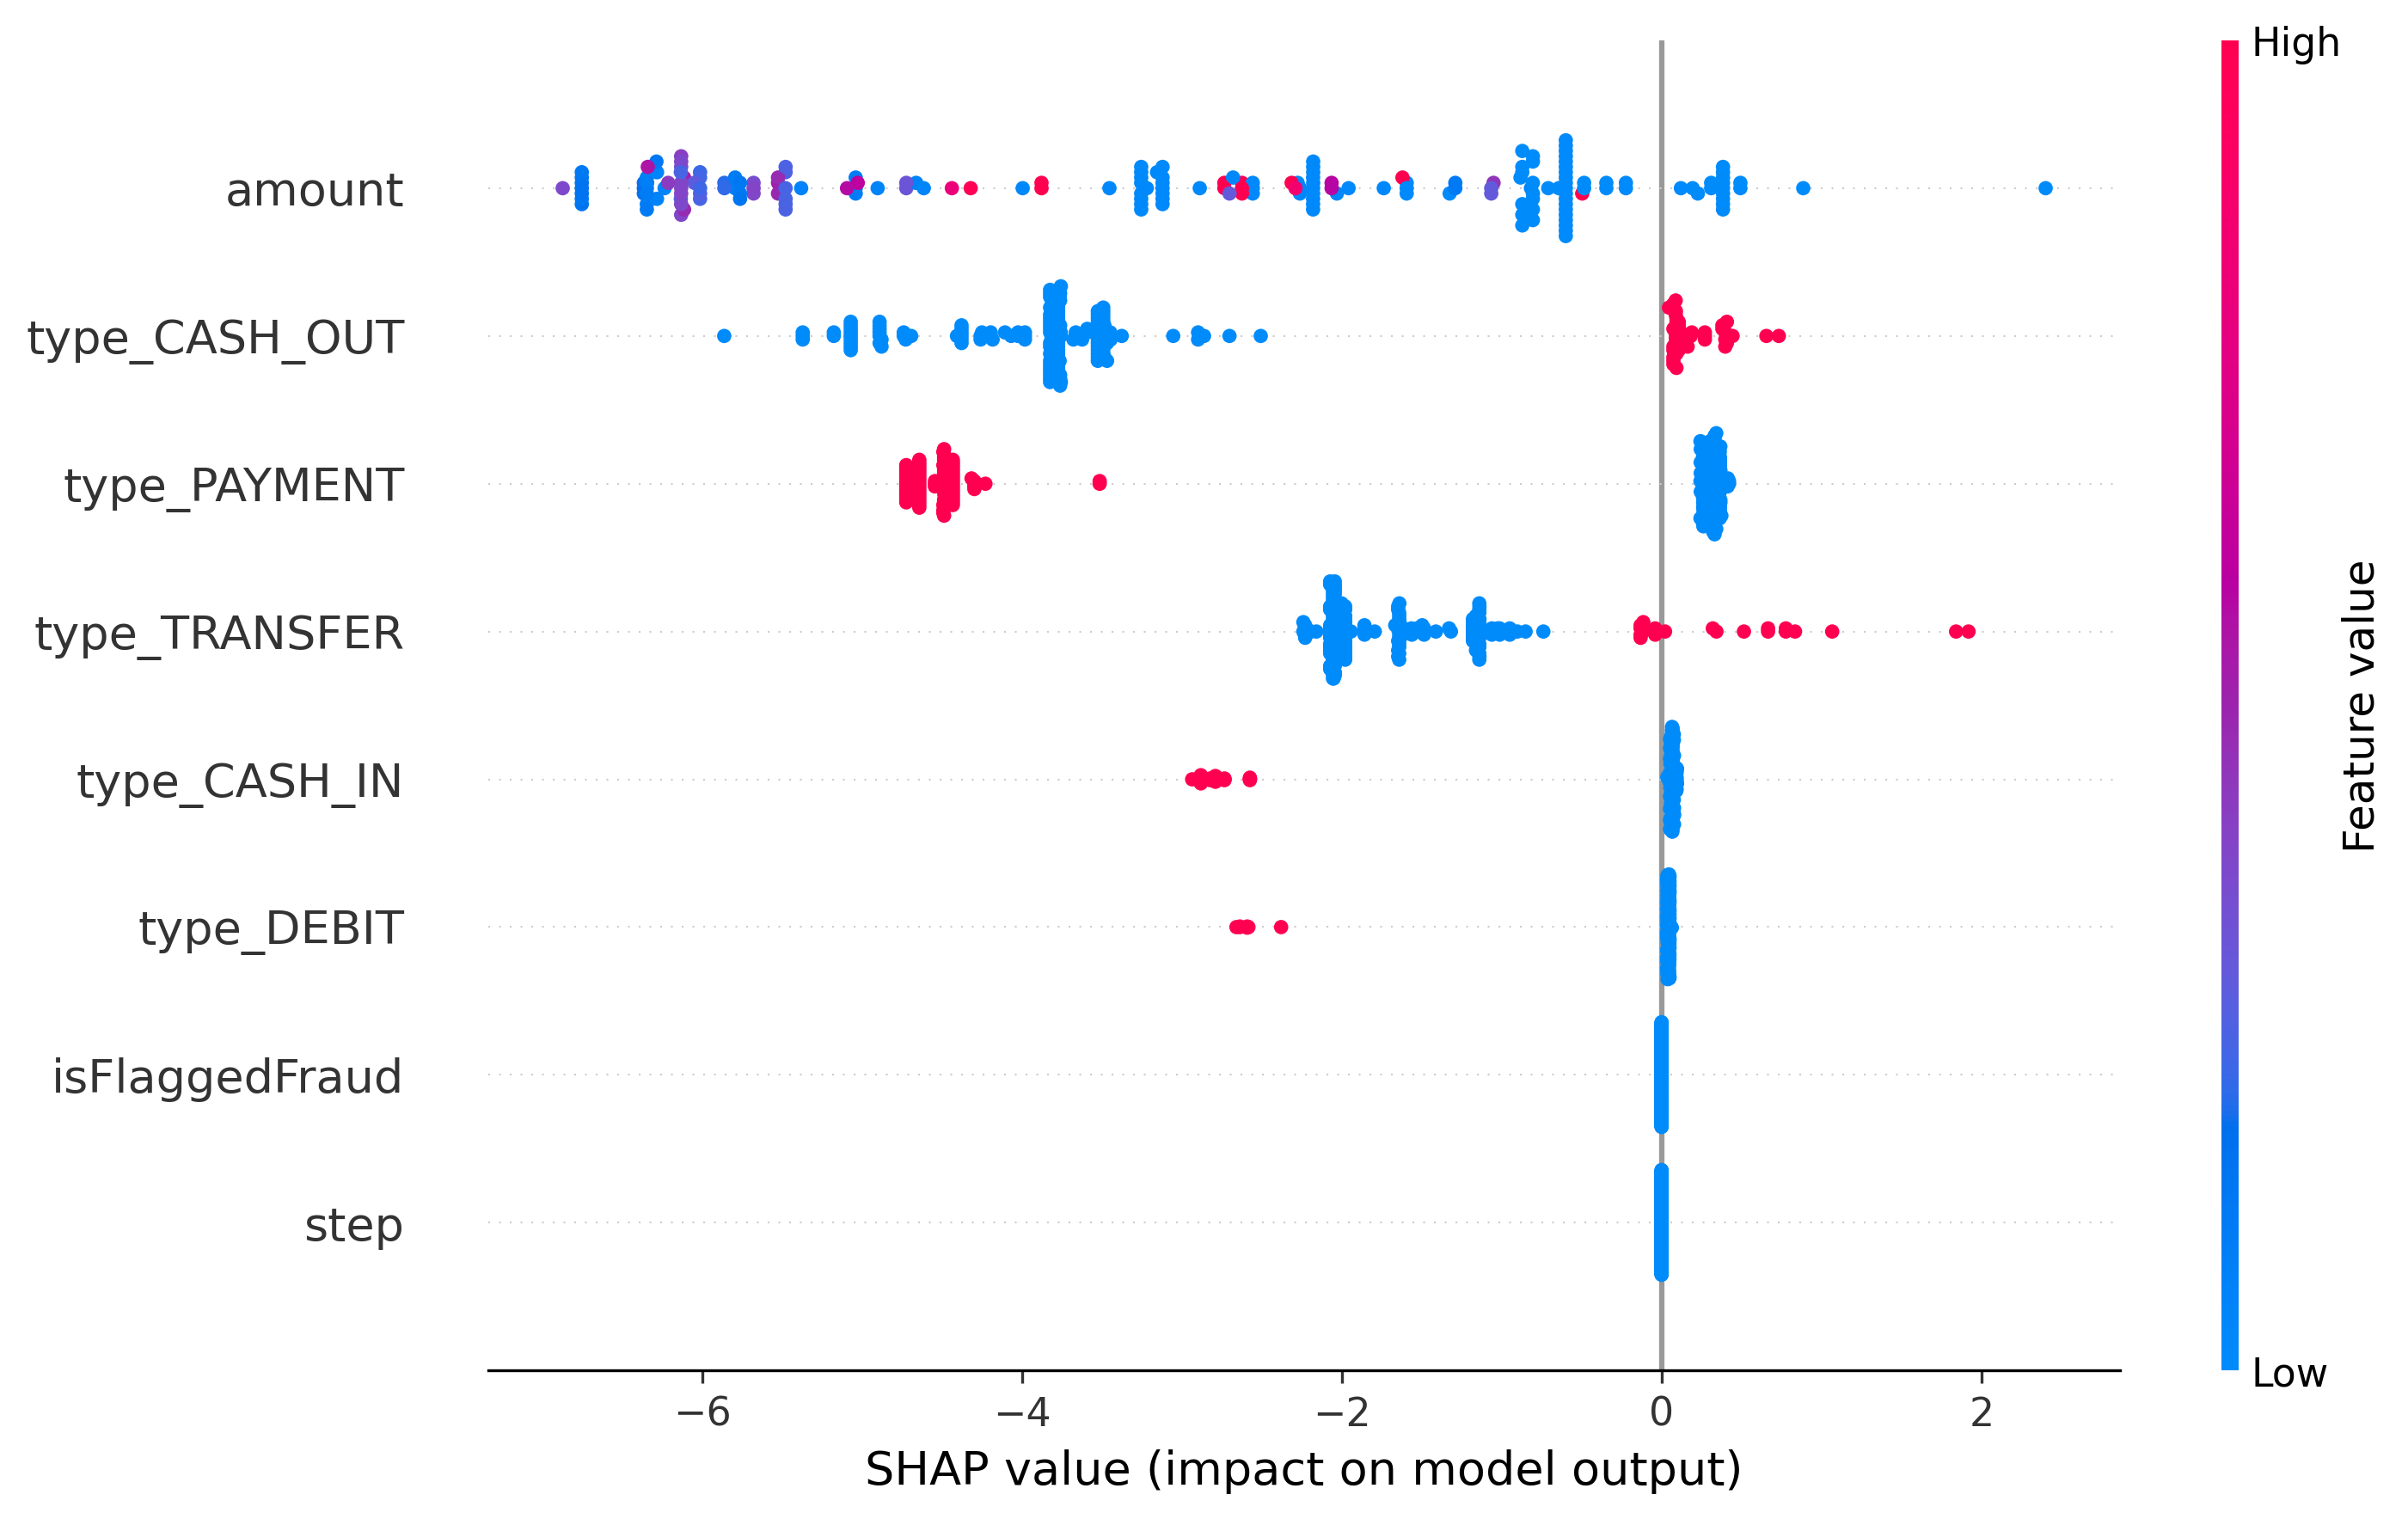 High
amount
type_CASH_OUT
type_PAYMENT
type_TRANSFER
type_CASH_IN
type_DEBIT
isFlaggedFraud
step
Feature value
Low
−6 −4 −2 0 2
SHAP value (impact on model output)